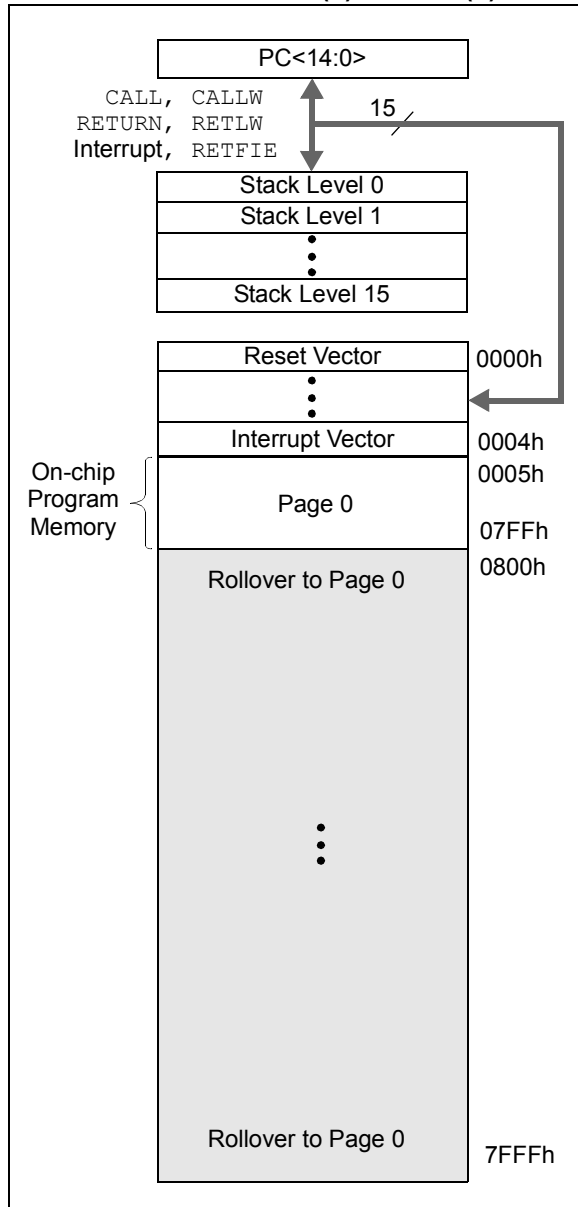 PC<14:0>
CALL, CALLW
RETURN, RETLW
Interrupt, RETFIE
15
Stack Level 0
Stack Level 1
Stack Level 15
Reset Vector
0000h
Interrupt Vector
0004h
On-chip
Program
Memory
0005h
Page 0
07FFh
Rollover to Page 0
0800h
Rollover to Page 0
7FFFh